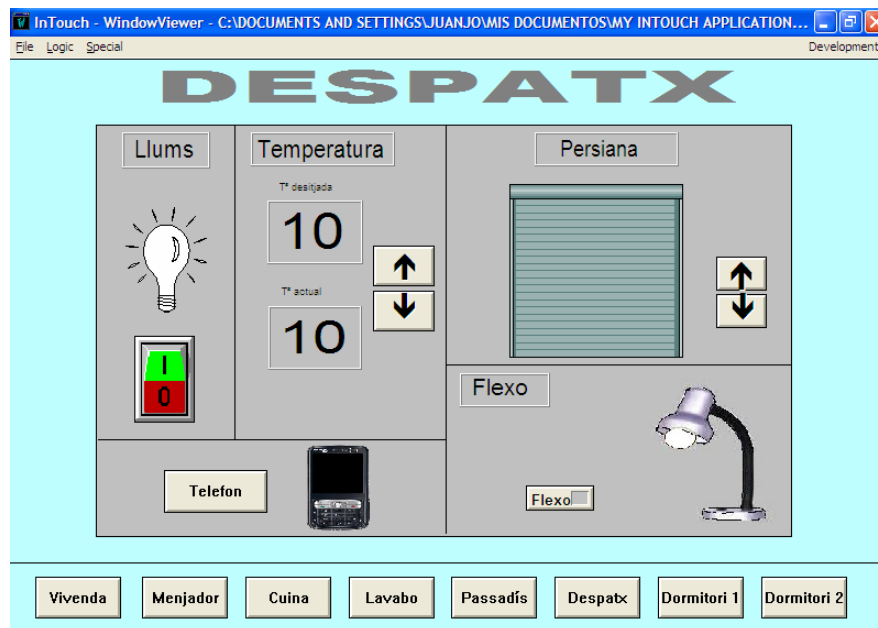 InTouch - WindowViewer - C:\DOCUMENTS AND SETTINGS\JUANJO\MIS DOCUMENTOS\MY INTOUCH APPLICATION...
File Logic Special Development
DESPATX
Llums
Temperatura
Persiana
Tª desitjada
10
Tª actual
10
I
0
Flexo
Telefon
Flexo
Vivenda Menjador Cuina Lavabo Passadís Despatx Dormitori 1 Dormitori 2